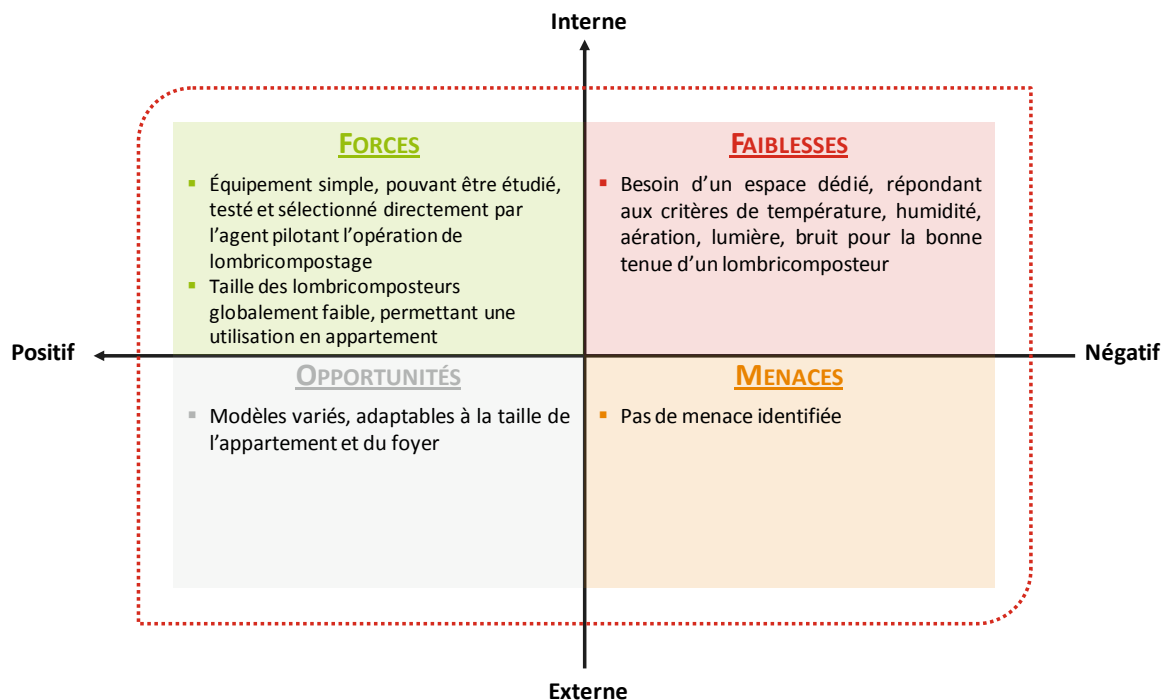 Interne
FORCES
▪ Équipement simple, pouvant être étudié,
testé et sélectionné directement par
l’agent pilotant l’opération de
lombricompostage
▪ Taille des lombricomposteurs
globalement faible, permettant une
utilisation en appartement
FAIBLESSES
▪ Besoin d’un espace dédié, répondant
aux critères de température, humidité,
aération, lumière, bruit pour la bonne
tenue d’un lombricomposteur
Positif
Négatif
OPPORTUNITÉS
▪ Modèles variés, adaptables à la taille de
l’appartement et du foyer
MENACES
▪ Pas de menace identifiée
Externe